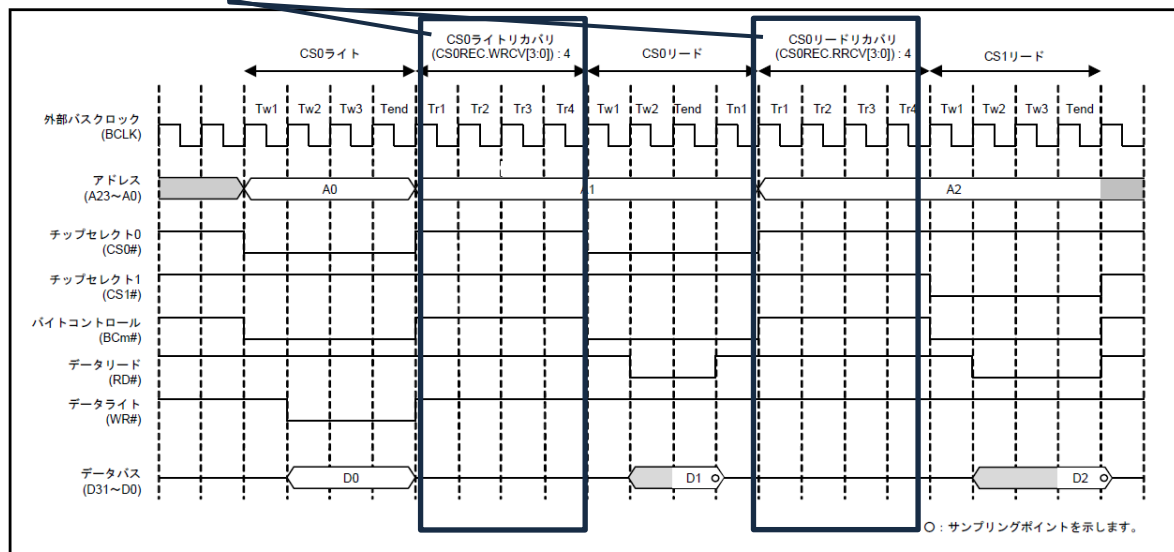 CS0ライト
CS0ライトリカバリ
(CS0REC.WRCV[3:0]) : 4
CS0リード
CS0リードリカバリ
(CS0REC.RRCV[3:0]) : 4
CS1リード
外部バスクロック
(BCLK)
Tw1 Tw2 Tw3 Tend Tr1 Tr2 Tr3 Tr4 Tw1 Tw2 Tend Tn1 Tr1 Tr2 Tr3 Tr4 Tw1 Tw2 Tw3 Tend
アドレス
(A23～A0)
A0 A1 A2
チップセレクト0
(CS0#)
チップセレクト1
(CS1#)
バイトコントロール
(BCm#)
データリード
(RD#)
データライト
(WR#)
データバス
(D31～D0)
D0 D1 D2
○：サンプリングポイントを示します。